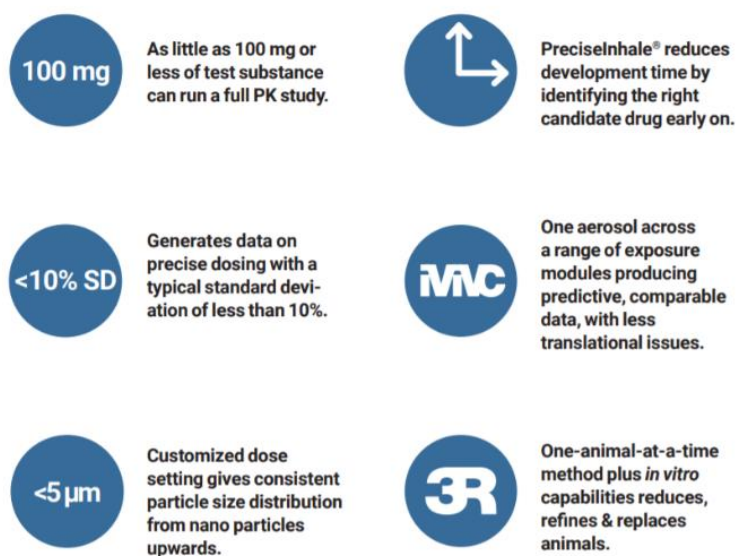 100 mg
As little as 100 mg or
less of test substance
can run a full PK study.
PreciseInhale® reduces
development time by
identifying the right
candidate drug early on.
<10% SD
Generates data on
precise dosing with a
typical standard devi-
ation of less than 10%.
iViVC
One aerosol across
a range of exposure
modules producing
predictive, comparable
data, with less
translational issues.
<5 µm
Customized dose
setting gives consistent
particle size distribution
from nano particles
upwards.
3R
One-animal-at-a-time
method plus in vitro
capabilities reduces,
refines & replaces
animals.